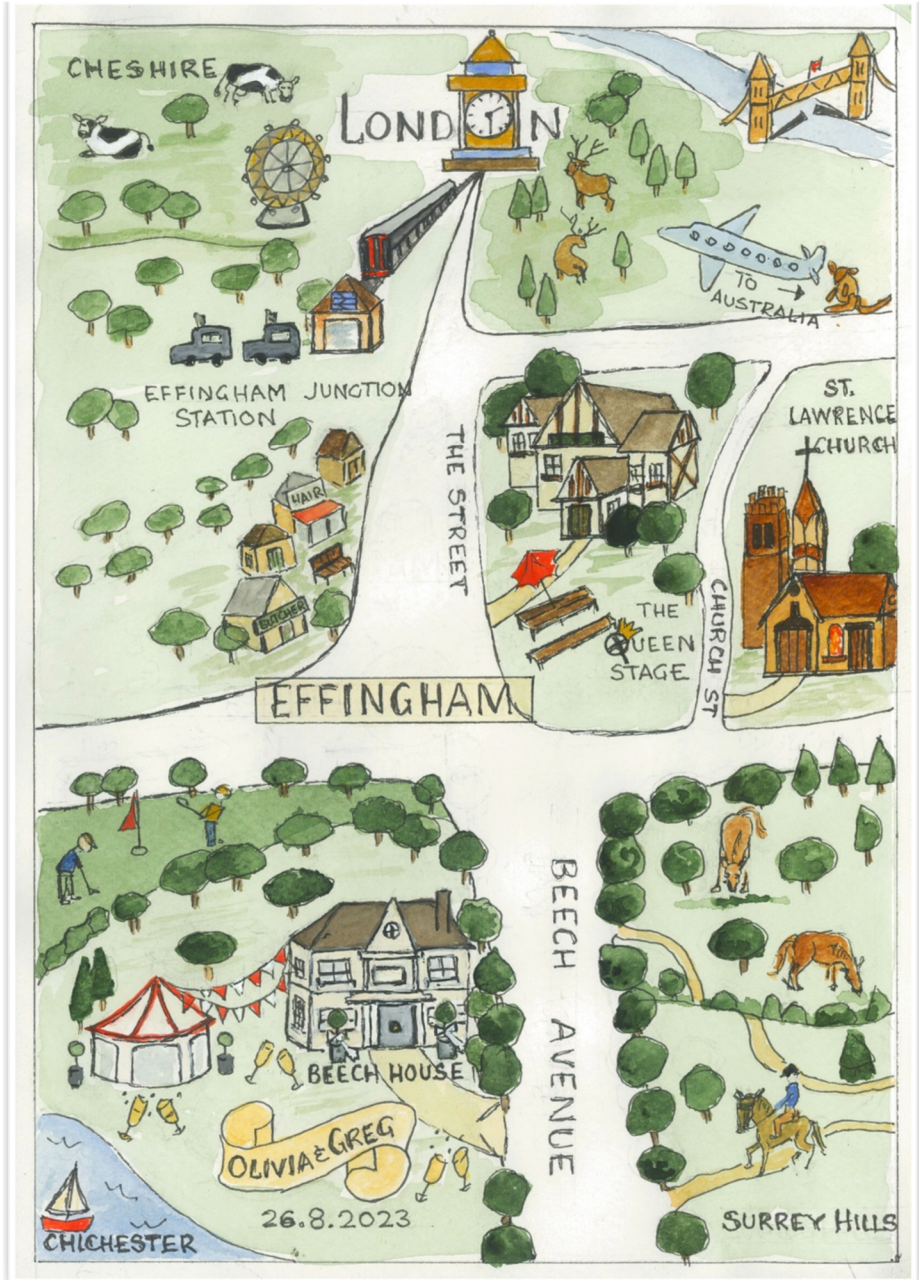 CHESHIRE
LONDON
TO
AUSTRALIA
EFFINGHAM JUNCTION
STATION
ST.
LAWRENCE
CHURCH
HAIR
THE STREET
BUTCHER
THE
QUEEN
STAGE
CHURCH ST
EFFINGHAM
BEECH AVENUE
BEECH HOUSE
OLIVIA & GREG
26.8.2023
CHICHESTER
SURREY HILLS